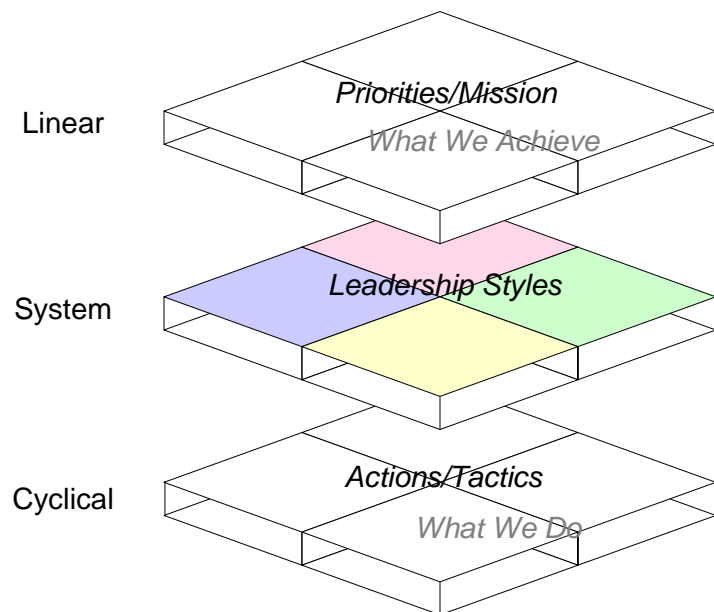 Priorities/Mission
Linear
What We Achieve
Leadership Styles
System
Actions/Tactics
Cyclical
What We Do